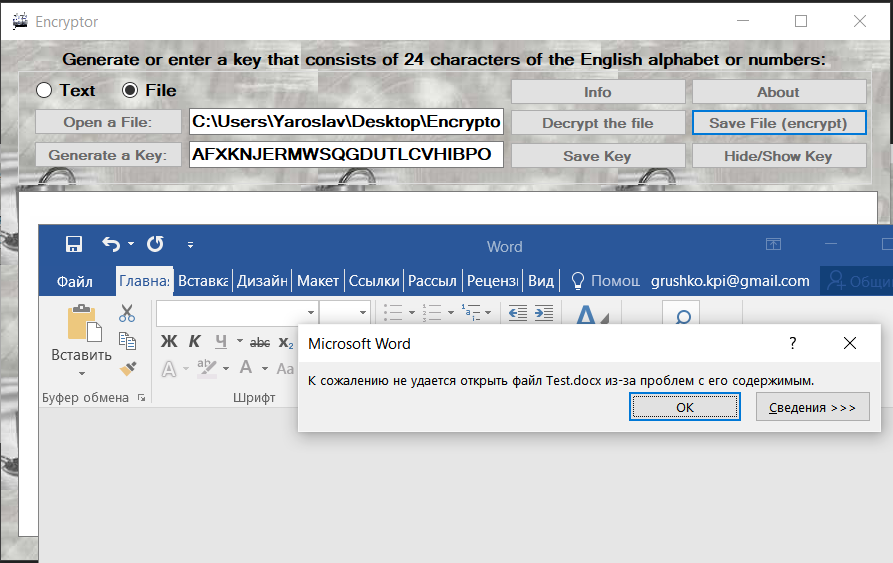 Encryptor
Generate or enter a key that consists of 24 characters of the English alphabet or numbers:
Text File Info About
Open a File: C:\Users\Yaroslav\Desktop\Encrypto Decrypt the file Save File (encrypt)
Generate a Key: AFXKNJERMWSQGDUTLCVHIBPO Save Key Hide/Show Key
Word
Файл Главна Вставка Дизайн Макет Ссылки Рассыл Реценз Вид Помощ grushko.kpi@gmail.com Общи
Вставить
Ж К Ч abc x₂
A aby A Aa
Буфер обмена Шрифт
Microsoft Word ?
К сожалению не удается открыть файл Test.docx из-за проблем с его содержимым.
ОК Сведения >>>